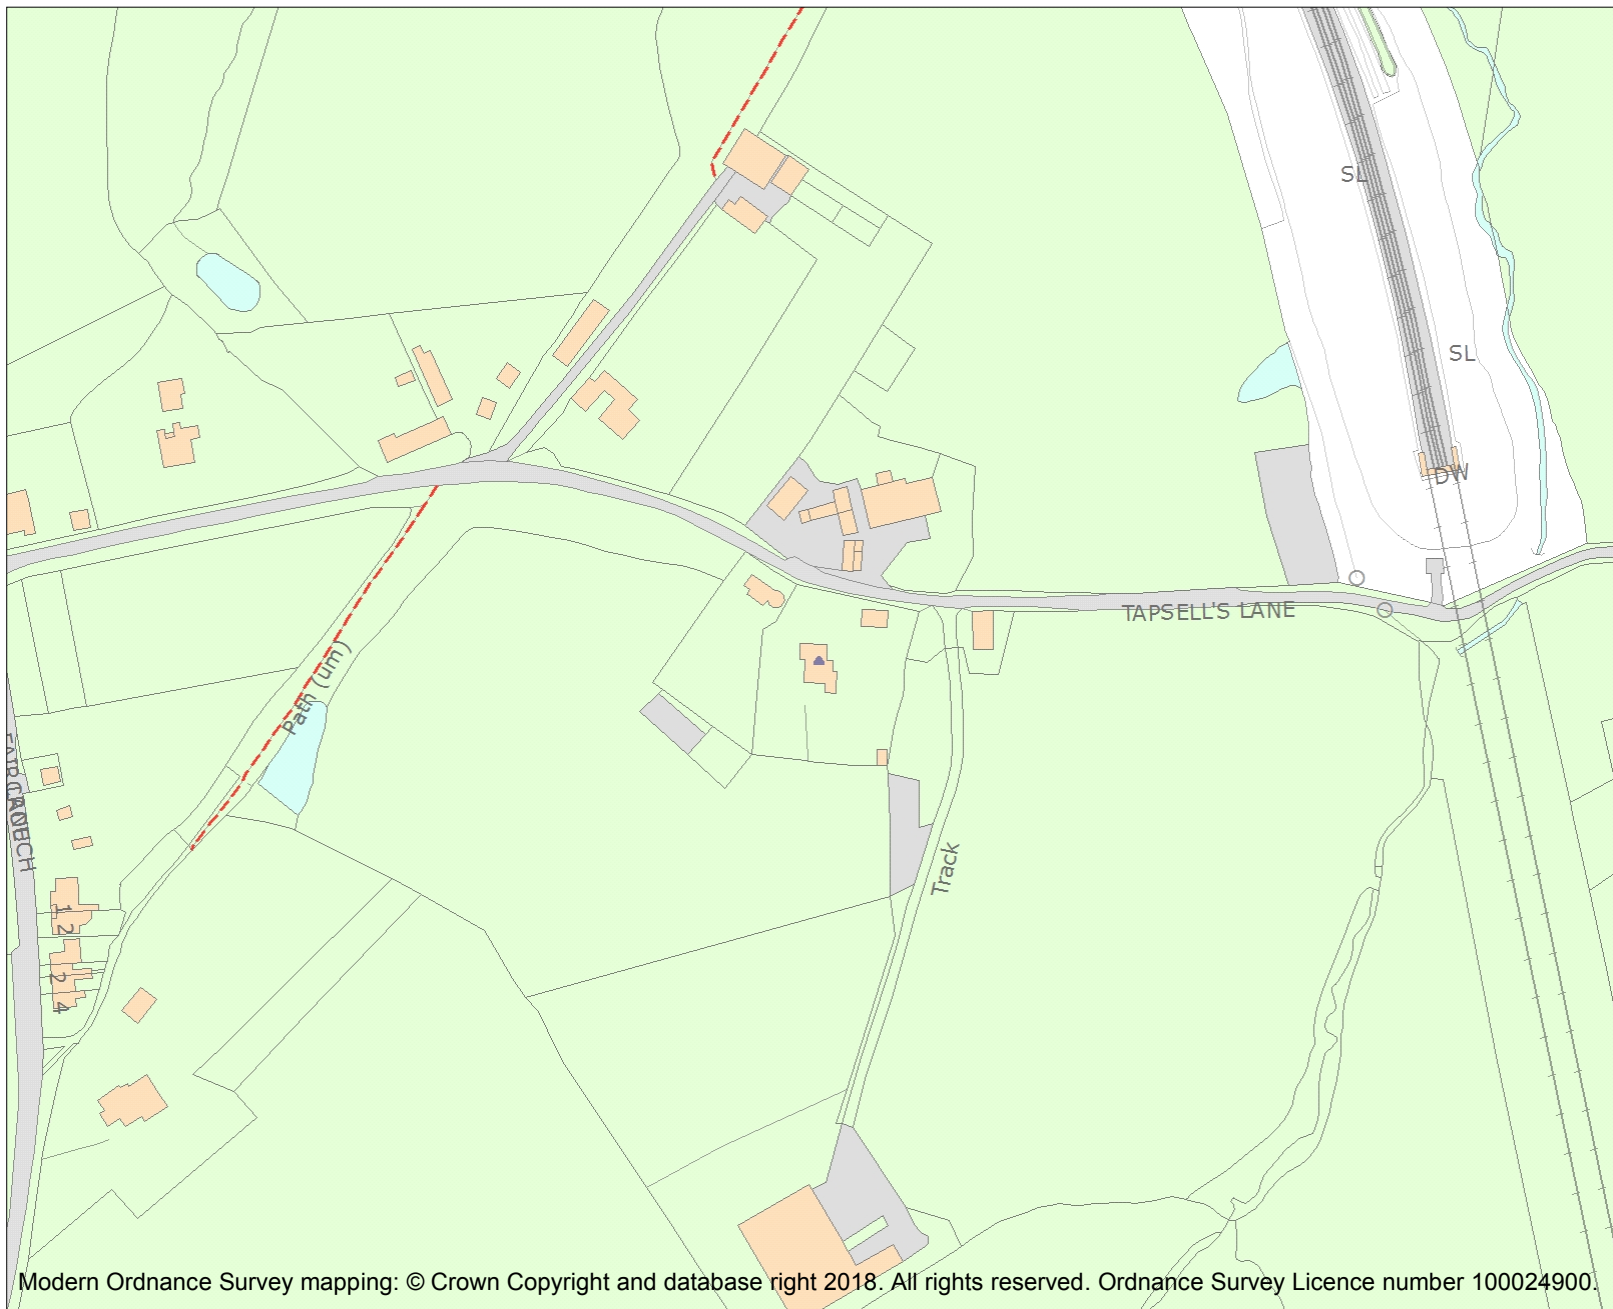 SL
SL
DW
TAPSELL'S LANE
Path (um)
Track
1
2
2
4
Modern Ordnance Survey mapping: © Crown Copyright and database right 2018. All rights reserved. Ordnance Survey Licence number 100024900.